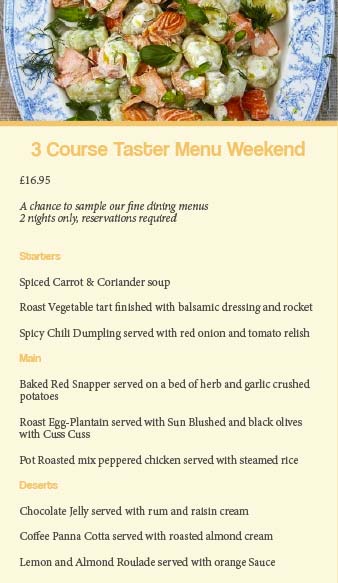 3 Course Taster Menu Weekend
£16.95
A chance to sample our fine dining menus
2 nights only, reservations required
Starters
Spiced Carrot & Coriander soup
Roast Vegetable tart finished with balsamic dressing and rocket
Spicy Chili Dumpling served with red onion and tomato relish
Main
Baked Red Snapper served on a bed of herb and garlic crushed
potatoes
Roast Egg-Plantain served with Sun Blushed and black olives
with Cuss Cuss
Pot Roasted mix peppered chicken served with steamed rice
Deserts
Chocolate Jelly served with rum and raisin cream
Coffee Panna Cotta served with roasted almond cream
Lemon and Almond Roulade served with orange Sauce